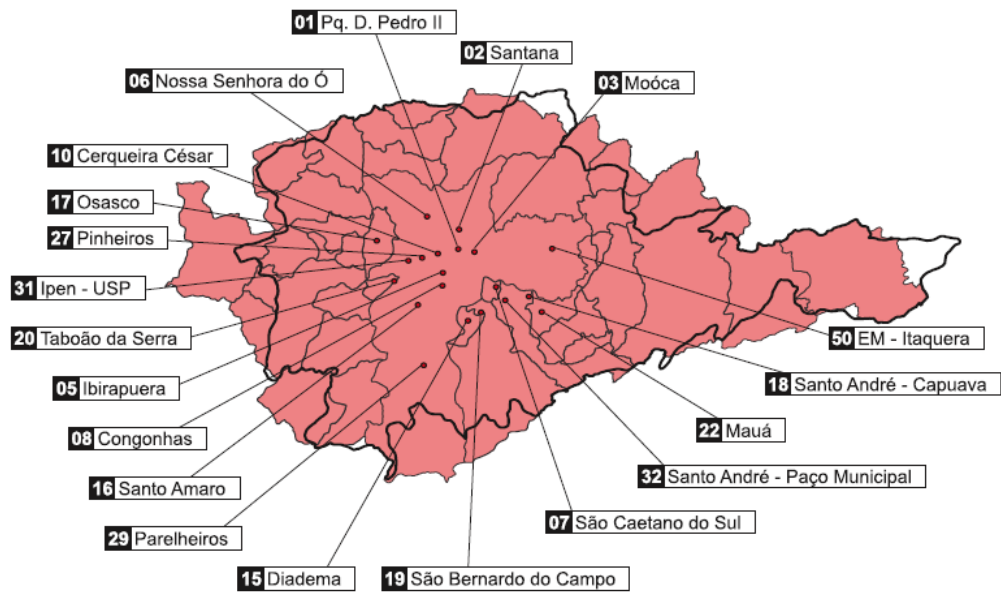 01 Pq. D. Pedro II
02 Santana
06 Nossa Senhora do Ó
03 Moóca
10 Cerqueira César
17 Osasco
27 Pinheiros
31 Ipen - USP
20 Taboão da Serra
50 EM - Itaquera
05 Ibirapuera
18 Santo André - Capuava
08 Congonhas
22 Mauá
16 Santo Amaro
32 Santo André - Paço Municipal
29 Parelheiros
07 São Caetano do Sul
15 Diadema
19 São Bernardo do Campo